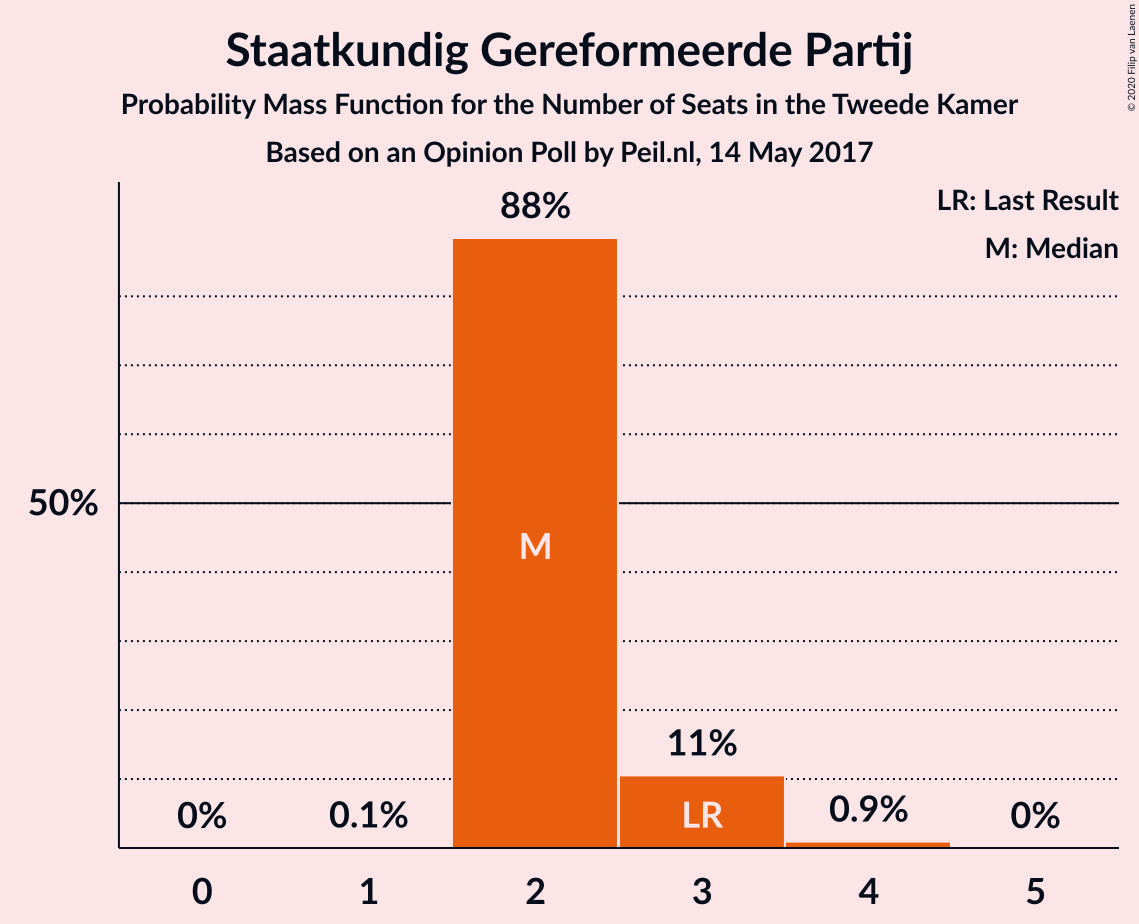 Staatkundig Gereformeerde Partij
Probability Mass Function for the Number of Seats in the Tweede Kamer
Based on an Opinion Poll by Peil.nl, 14 May 2017
© 2020 Filip van Laenen
LR: Last Result
M: Median
88%
50%
M
11%
0%
0.1%
LR
0.9%
0%
0
1
2
3
4
5